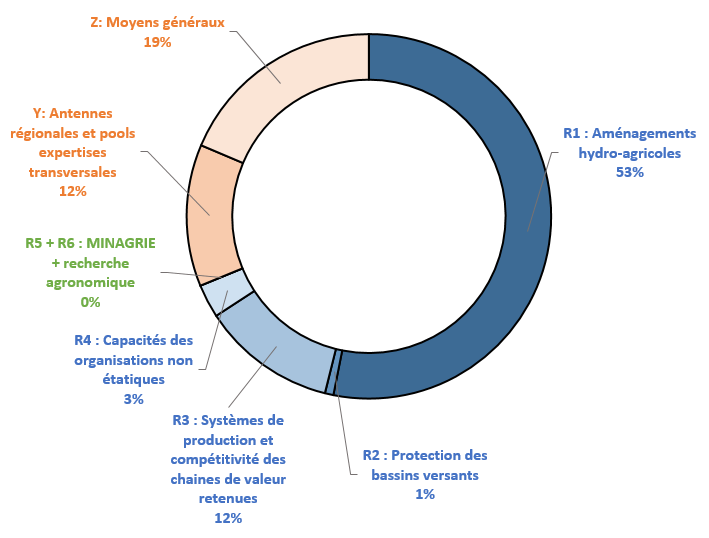 Z: Moyens généraux
19%
R1 : Aménagements
hydro-agricoles
53%
Y: Antennes
régionales et pools
expertises
transversales
12%
R5 + R6 : MINAGRIE
+ recherche
agronomique
0%
R4 : Capacités des
organisations non
étatiques
3%
R3 : Systèmes de
production et
compétitivité des
chaines de valeur
retenues
12%
R2 : Protection des
bassins versants
1%